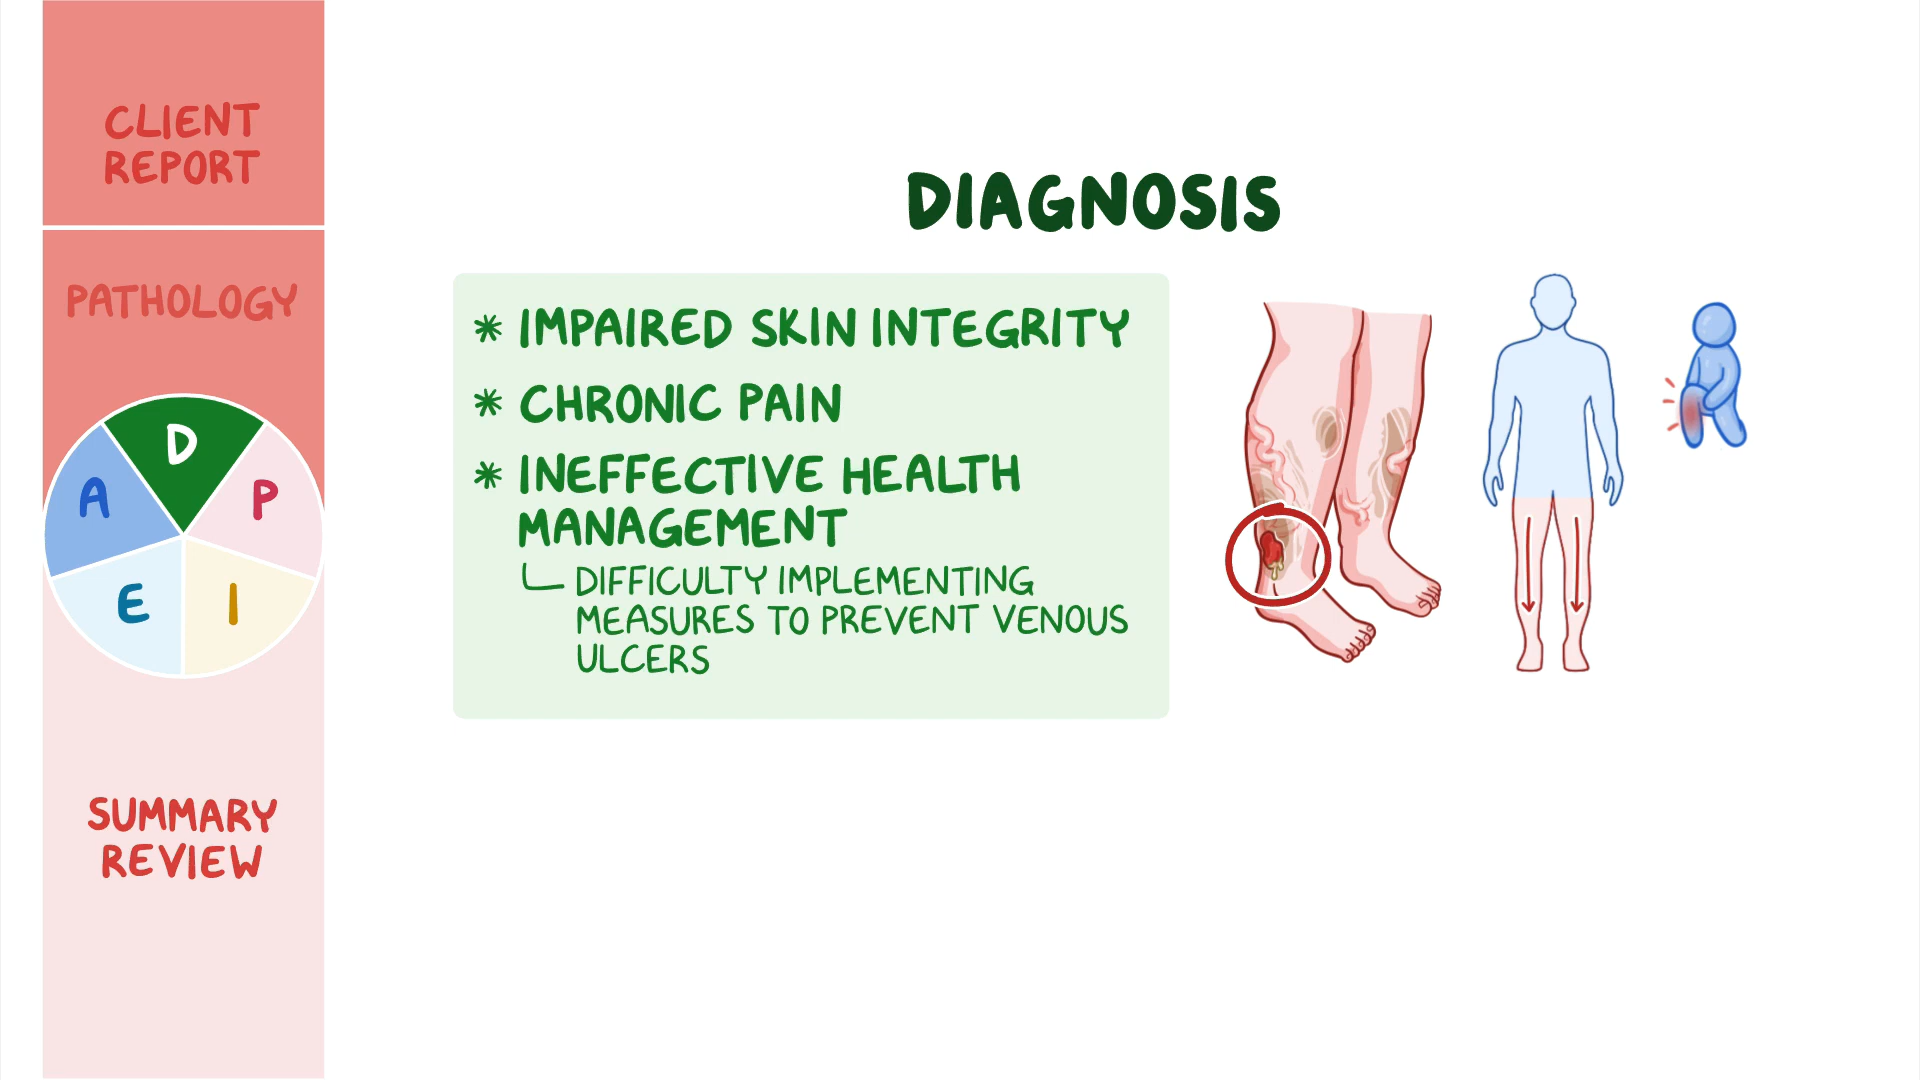 CLIENT
REPORT
PATHOLOGY
A
D
P
E
I
SUMMARY
REVIEW
DIAGNOSIS
* IMPAIRED SKIN INTEGRITY
* CHRONIC PAIN
* INEFFECTIVE HEALTH
MANAGEMENT
DIFFICULTY IMPLEMENTING
MEASURES TO PREVENT VENOUS
ULCERS